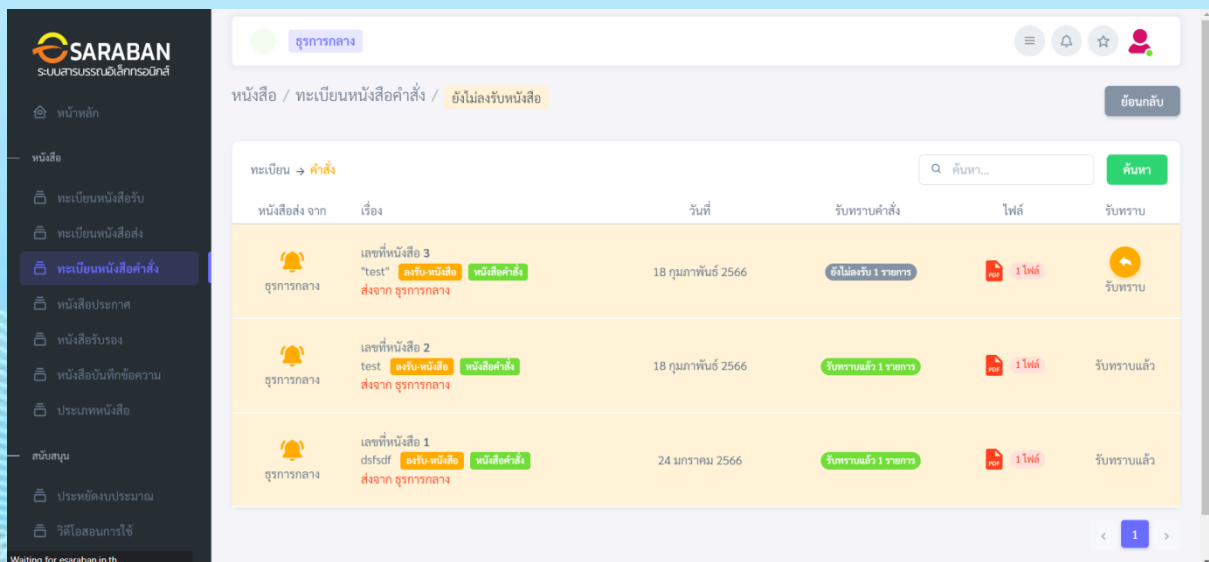 SARABAN
ระบบสารบรรณอิเล็กทรอนิกส์
หน้าหลัก
หนังสือ
ทะเบียนหนังสือรับ
ทะเบียนหนังสือส่ง
ทะเบียนหนังสือคำสั่ง
หนังสือประกาศ
หนังสือรับรอง
หนังสือบันทึกข้อความ
ประเภทหนังสือ
สนับสนุน
ประหยัดงบประมาณ
วิดีโอสอนการใช้
Waiting for esaraban.in.th
ธุรการกลาง
หนังสือ / ทะเบียนหนังสือคำสั่ง / ยังไม่ลงรับหนังสือ
ย้อนกลับ
ทะเบียน → คำสั่ง
ค้นหา...
ค้นหา
หนังสือส่ง จาก เรื่อง วันที่ รับทราบคำสั่ง ไฟล์ รับทราบ
เลขที่หนังสือ 3
"test" ลงรับ-หนังสือ หนังสือคำสั่ง
ส่งจาก ธุรการกลาง
ธุรการกลาง
18 กุมภาพันธ์ 2566
ยังไม่ลงรับ 1 รายการ
PDF 1 ไฟล์
รับทราบ
เลขที่หนังสือ 2
test ลงรับ-หนังสือ หนังสือคำสั่ง
ส่งจาก ธุรการกลาง
ธุรการกลาง
18 กุมภาพันธ์ 2566
รับทราบแล้ว 1 รายการ
PDF 1 ไฟล์
รับทราบแล้ว
เลขที่หนังสือ 1
dsfsdf ลงรับ-หนังสือ หนังสือคำสั่ง
ส่งจาก ธุรการกลาง
ธุรการกลาง
24 มกราคม 2566
รับทราบแล้ว 1 รายการ
PDF 1 ไฟล์
รับทราบแล้ว
< 1 >